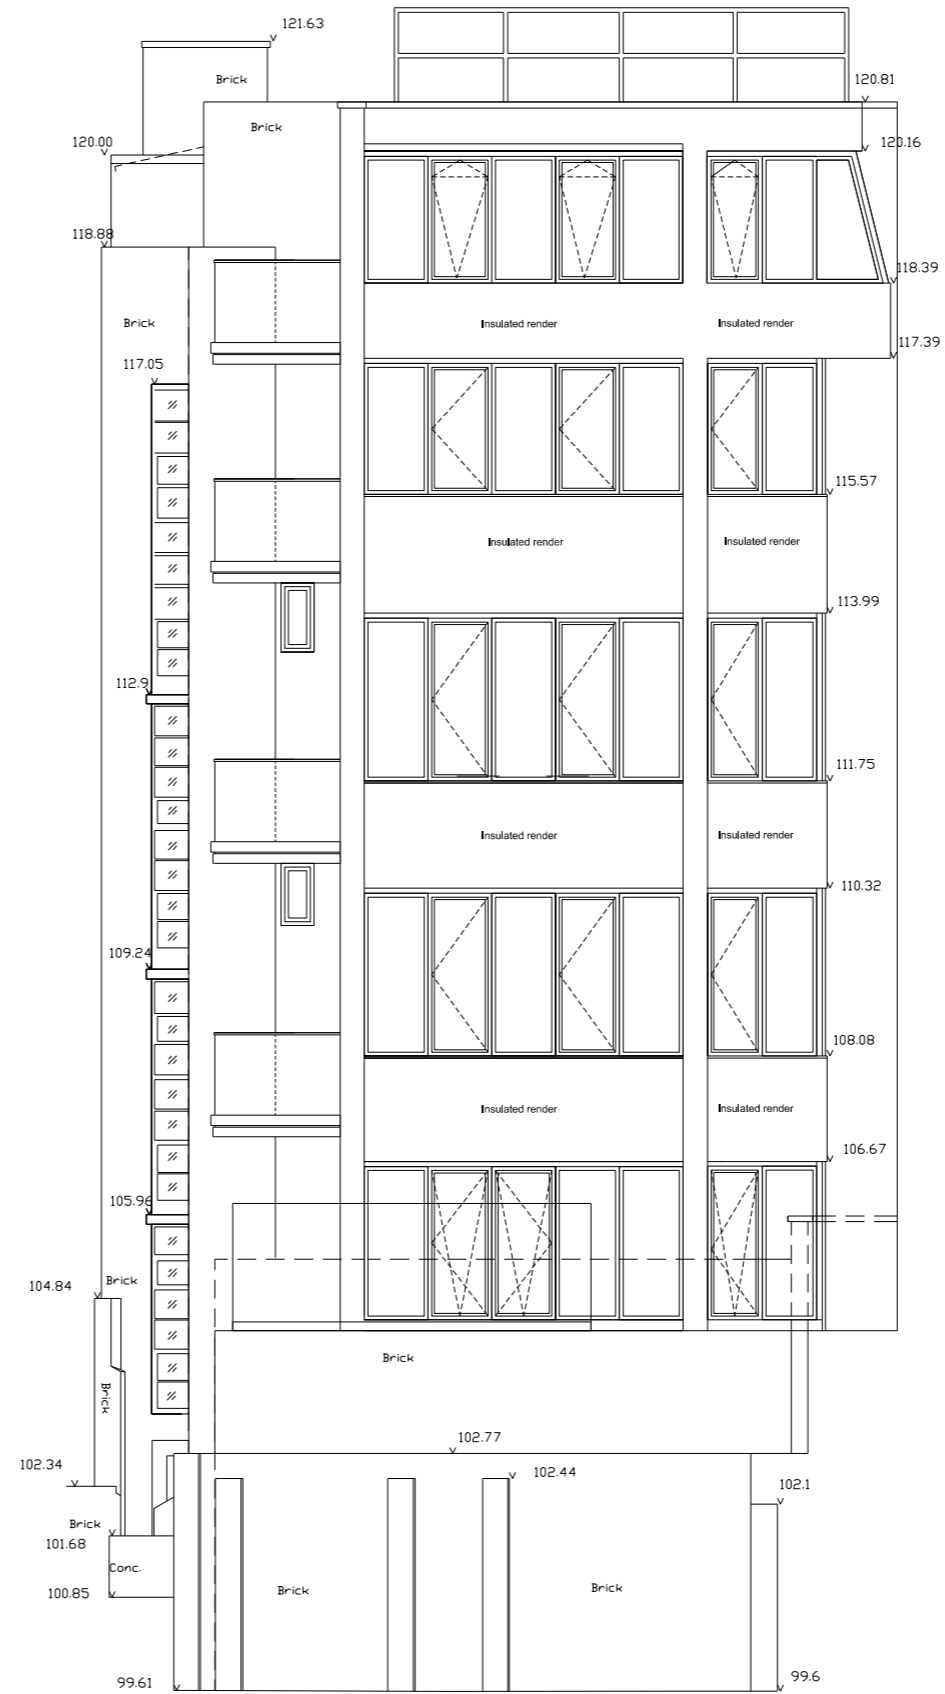 121.63
Brick
120.81
Brick
120.00
120.16
118.88
118.39
Brick
Insulated render
Insulated render
117.39
117.05
115.57
Insulated render
Insulated render
113.99
112.9
111.75
Insulated render
Insulated render
110.32
109.24
108.08
Insulated render
Insulated render
106.67
105.96
Brick
104.84
Brick
Brick
102.77
102.34
102.44
102.1
Brick
101.68
Conc.
Brick
Brick
100.85
99.61
99.6